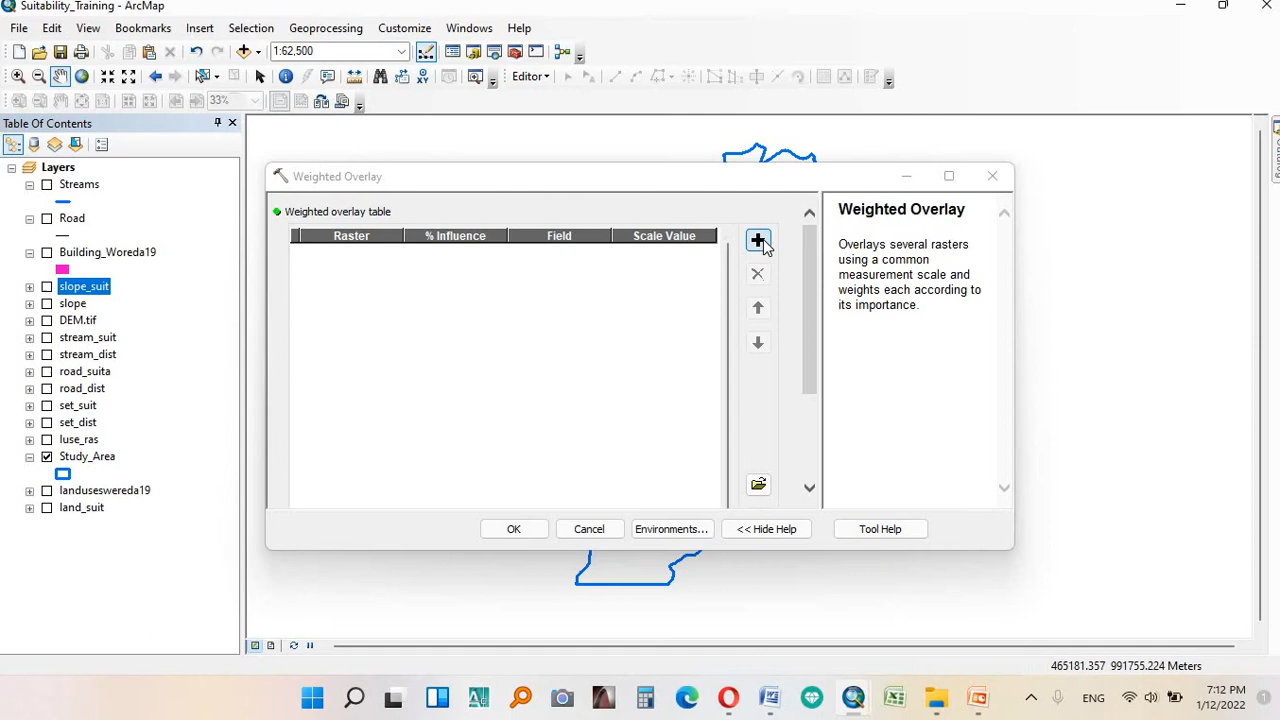 Suitability_Training - ArcMap
File Edit View Bookmarks Insert Selection Geoprocessing Customize Windows Help
1:62,500
Editor
33%
Table Of Contents
Layers
Streams
Road
Building_Woreda19
slope_suit
slope
DEM.tif
stream_suit
stream_dist
road_suita
road_dist
set_suit
set_dist
luse_ras
Study_Area
landuseswereda19
land_suit
Weighted Overlay
Weighted overlay table
Raster % Influence Field Scale Value
OK Cancel Environments... << Hide Help Tool Help
Weighted Overlay
Overlays several rasters
using a common
measurement scale and
weights each according to
its importance.
465181.357 991755.224 Meters
ENG
7:12 PM
1/12/2022